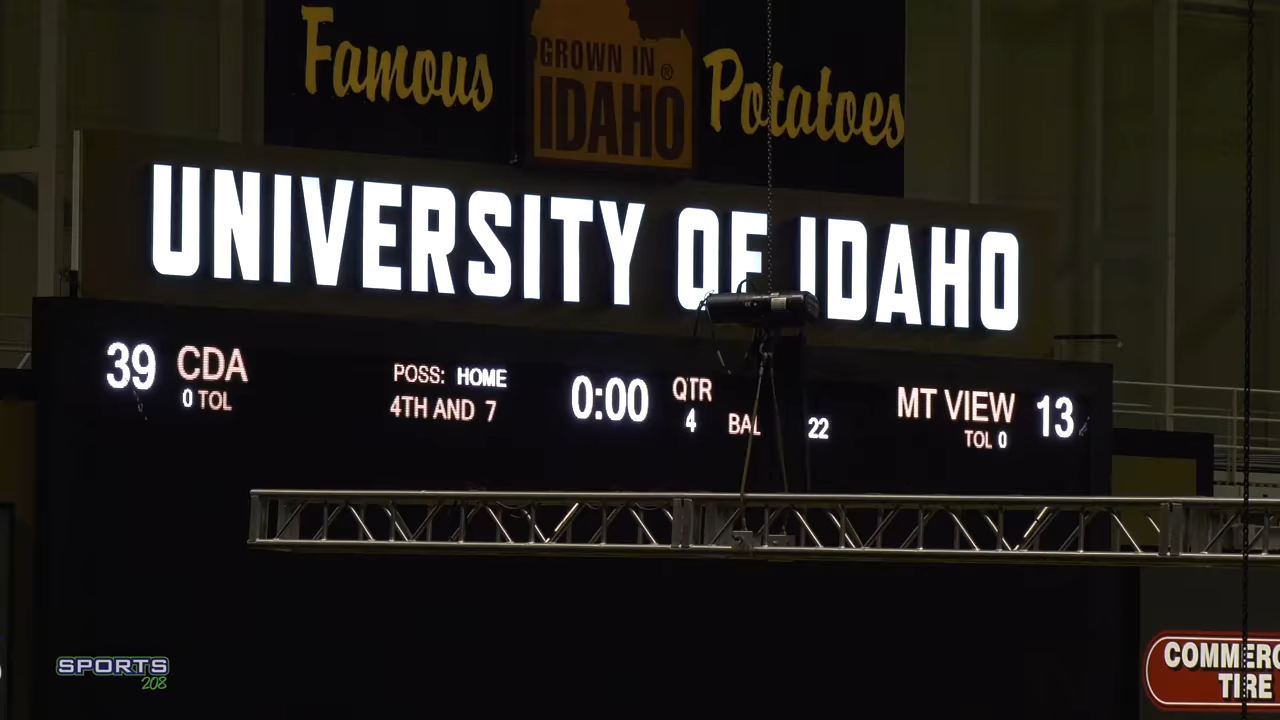 Famous
GROWN IN®
IDAHO
Potatoes
UNIVERSITY OF IDAHO
39 CDA
0 TOL
POSS: HOME
4TH AND 7
0:00
QTR
4
BAL 22
MT VIEW 13
TOL 0
SPORTS
208
COMMERC
TIRE